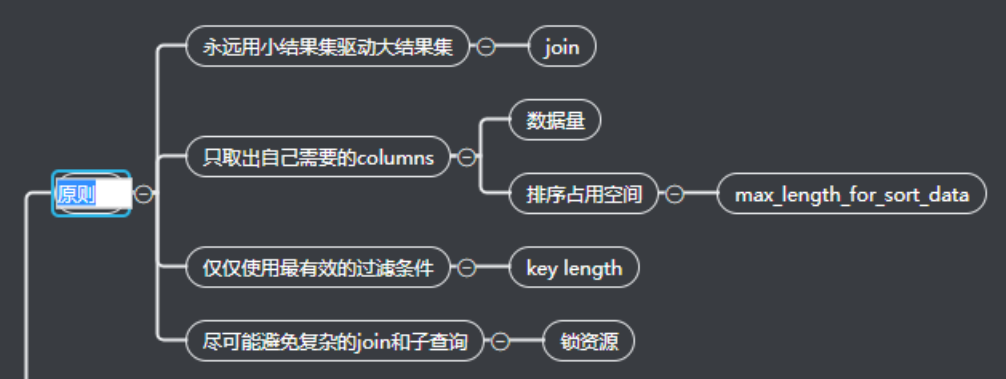 永远用小结果集驱动大结果集
join
只取出自己需要的columns
数据量
排序占用空间
max_length_for_sort_data
原则
仅仅使用最有效的过滤条件
key length
尽可能避免复杂的join和子查询
锁资源